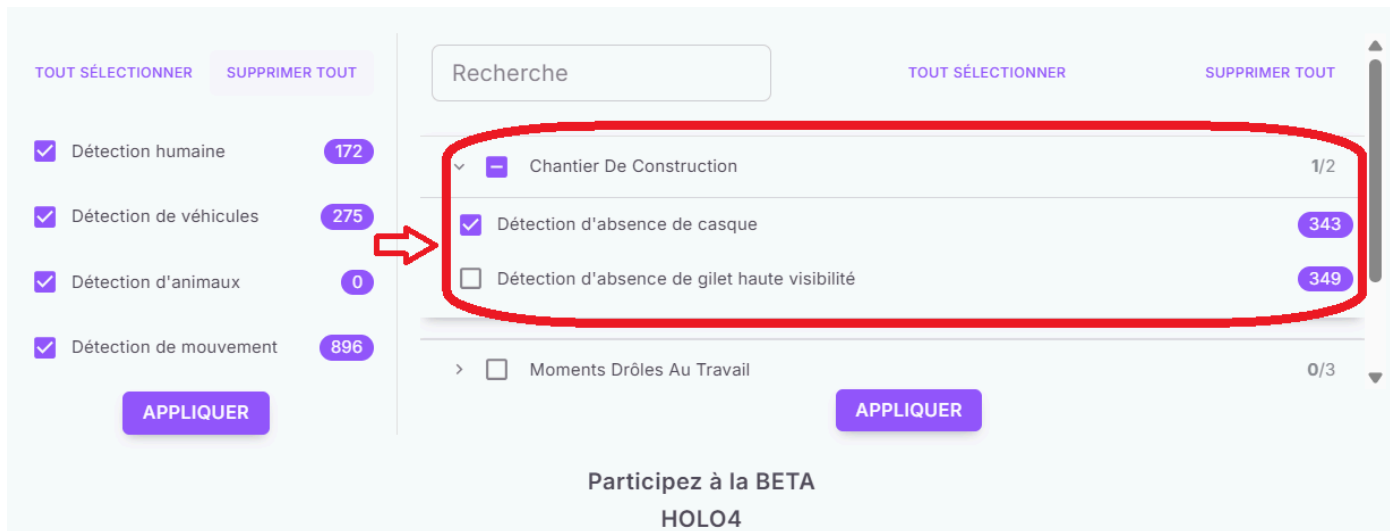 TOUT SÉLECTIONNER SUPPRIMER TOUT
Détection humaine 172
Détection de véhicules 275
Détection d'animaux 0
Détection de mouvement 896
APPLIQUER
Recherche TOUT SÉLECTIONNER SUPPRIMER TOUT
Chantier De Construction 1/2
Détection d'absence de casque 343
Détection d'absence de gilet haute visibilité 349
Moments Drôles Au Travail 0/3
APPLIQUER
Participez à la BETA
HOLO4